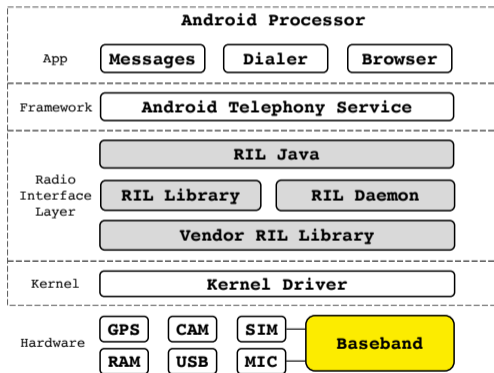 Android Processor
App
Messages
Dialer
Browser
Framework
Android Telephony Service
Radio
Interface
Layer
RIL Java
RIL Library
RIL Daemon
Vendor RIL Library
Kernel
Kernel Driver
Hardware
GPS
CAM
SIM
RAM
USB
MIC
Baseband